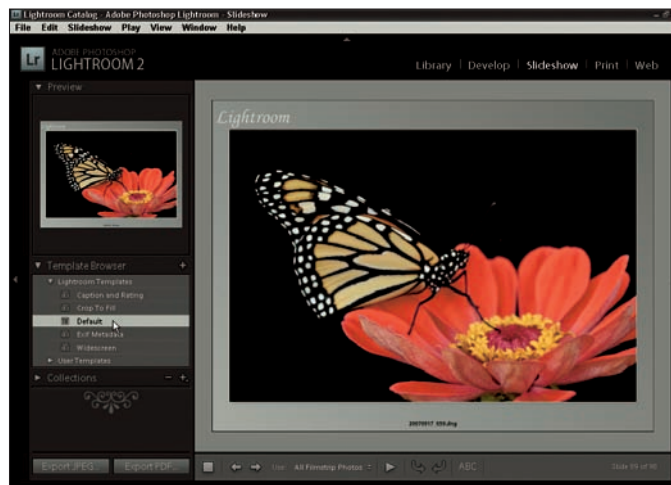 Lightroom Catalog - Adobe Photoshop Lightroom - Slideshow
File Edit Slideshow Play View Window Help
Lr ADOBE PHOTOSHOP
LIGHTROOM 2
Library | Develop | Slideshow | Print | Web
Preview
Lightroom
Template Browser +
Lightroom Templates
Caption and Rating
Crop To Fill
Default
Exif Metadata
Widescreen
User Templates
Collections - +
Export JPEG... Export PDF...
Use: All Filmstrip Photos
ABC